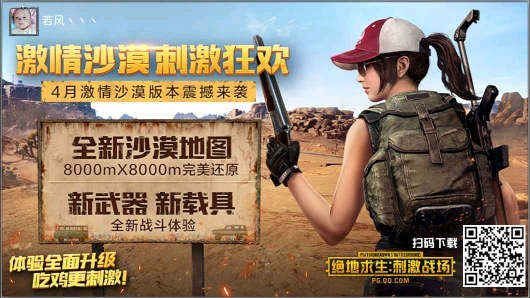 若风丶丶丶
激情沙漠 刺激狂欢
4月激情沙漠版本震撼来袭
全新沙漠地图
8000mX8000m完美还原
新武器 新载具
全新战斗体验
体验全面升级
吃鸡更刺激!
扫码下载
PLAYERUNKNOWN'S BATTLEGROUNDS
绝地求生:刺激战场
PG.QQ.COM